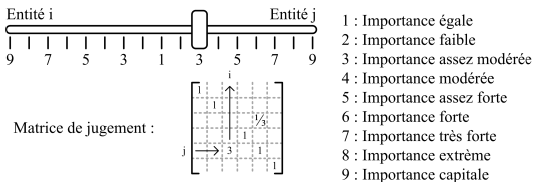 Entité i Entité j
9 7 5 3 1 3 5 7 9
Matrice de jugement :
i
1
1
1/3
1
j 3 1
1
1 : Importance égale
2 : Importance faible
3 : Importance assez modérée
4 : Importance modérée
5 : Importance assez forte
6 : Importance forte
7 : Importance très forte
8 : Importance extrème
9 : Importance capitale